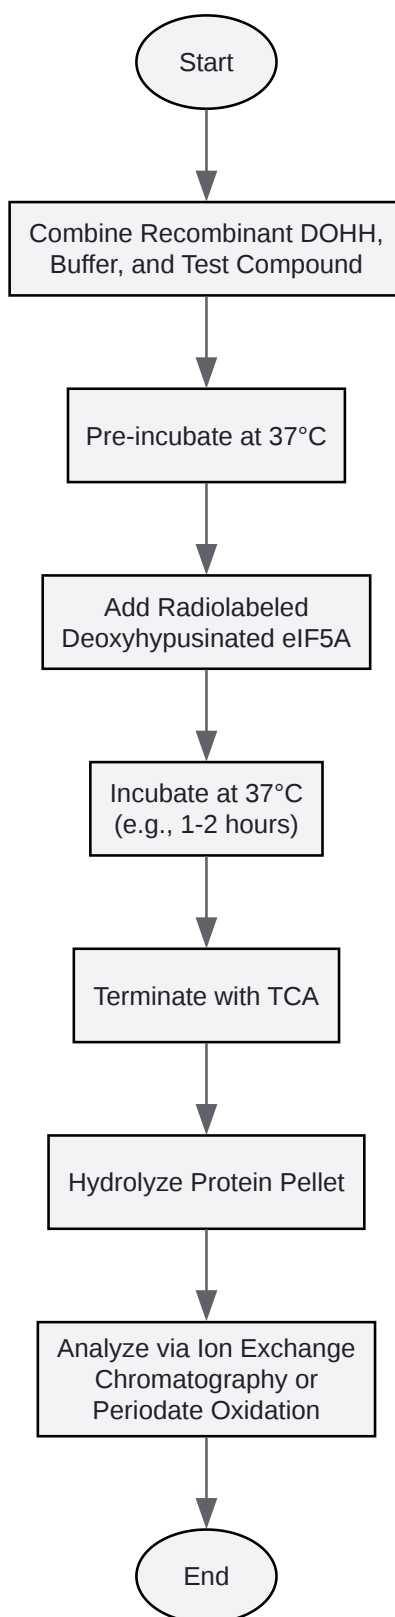 Start
Combine Recombinant DOHH,
Buffer, and Test Compound
Pre-incubate at 37°C
Add Radiolabeled
Deoxyhypusinated eIF5A
Incubate at 37°C
(e.g., 1-2 hours)
Terminate with TCA
Hydrolyze Protein Pellet
Analyze via Ion Exchange
Chromatography or
Periodate Oxidation
End